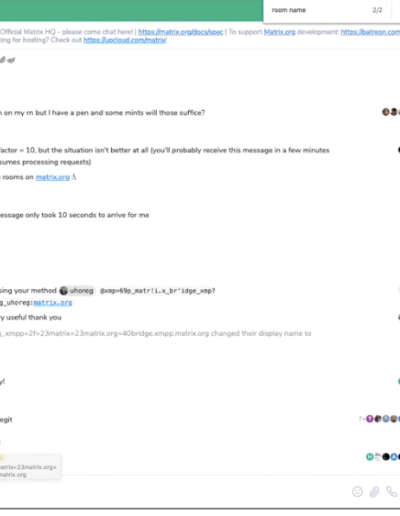 room name 2/2
Official Matrix HQ – please come chat here! | https://matrix.org/docs/spec | To support Matrix.org development: https://patreon.com
ing for hosting? Check out https://upcloud.com/matrix/
n on my m but I have a pen and some mints will those suffice?
factor = 10, but the situation isn't better at all (you'll probably receive this message in a few minutes
sumes processing requests)
rooms on matrix.org :\
essage only took 10 seconds to arrive for me
sing your method uhoreg @xmp=69p_matr!i.x_br'idge_xmp?
g_uhoreg:matrix.org
ry useful thank you
_xmpp=2f=23matrix=23matrix.org=40bridge.xmpp.matrix.org changed their display name to
y!
egit
7+
atrix=23matrix.org=
atrix.org